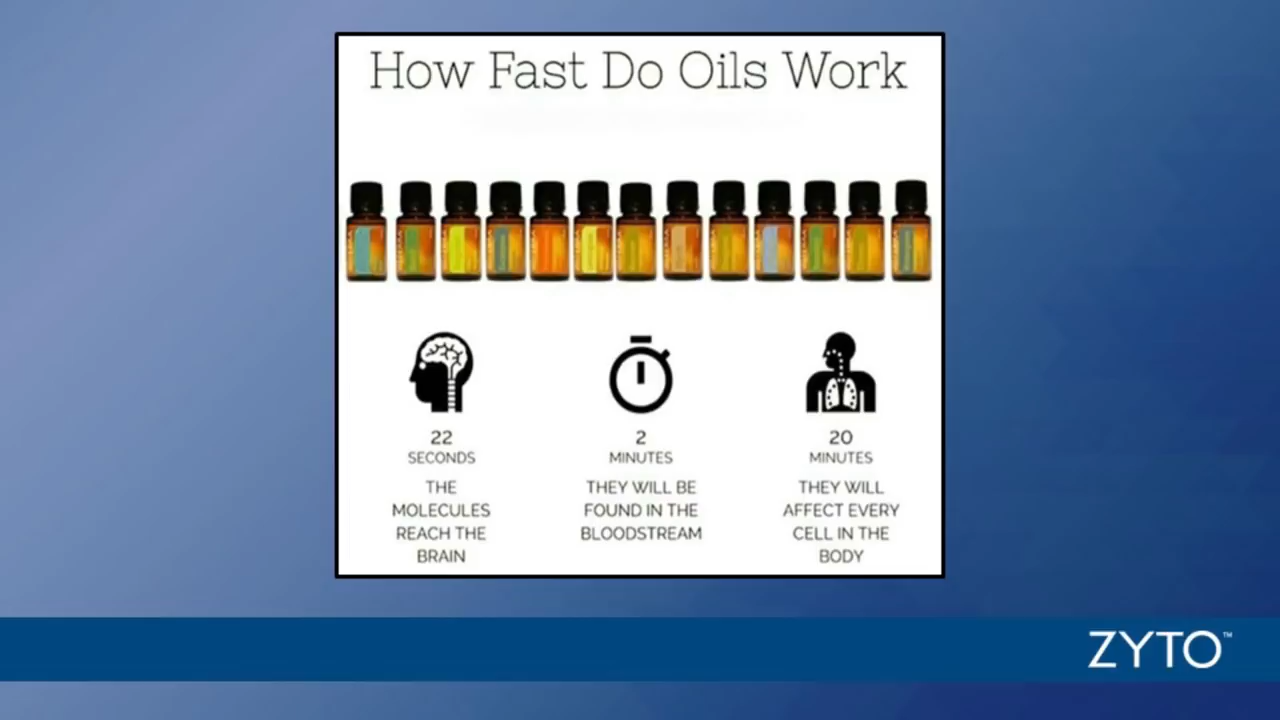 How Fast Do Oils Work
22
SECONDS
THE
MOLECULES
REACH THE
BRAIN
2
MINUTES
THEY WILL BE
FOUND IN THE
BLOODSTREAM
20
MINUTES
THEY WILL
AFFECT EVERY
CELL IN THE
BODY
ZYTO™